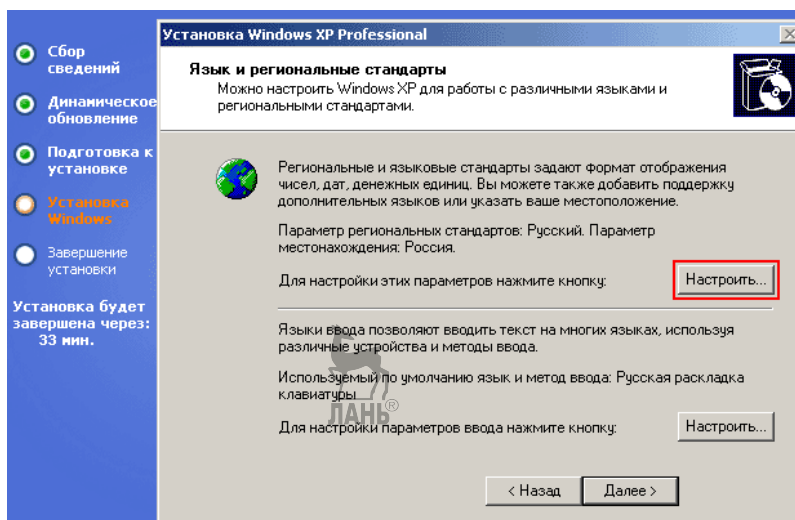 Сбор
сведений
Динамическое
обновление
Подготовка к
установке
Установка
Windows
Завершение
установки
Установка будет
завершена через:
33 мин.
Установка Windows XP Professional
Язык и региональные стандарты
Можно настроить Windows XP для работы с различными языками и
региональными стандартами.
Региональные и языковые стандарты задают формат отображения
чисел, дат, денежных единиц. Вы можете также добавить поддержку
дополнительных языков или указать ваше местоположение.
Параметр региональных стандартов: Русский. Параметр
местонахождения: Россия.
Для настройки этих параметров нажмите кнопку:
Настроить...
Языки ввода позволяют вводить текст на многих языках, используя
различные устройства и методы ввода.
Используемый по умолчанию язык и метод ввода: Русская раскладка
клавиатуры
ЛАНЬ®
Для настройки параметров ввода нажмите кнопку:
Настроить...
< Назад
Далее >